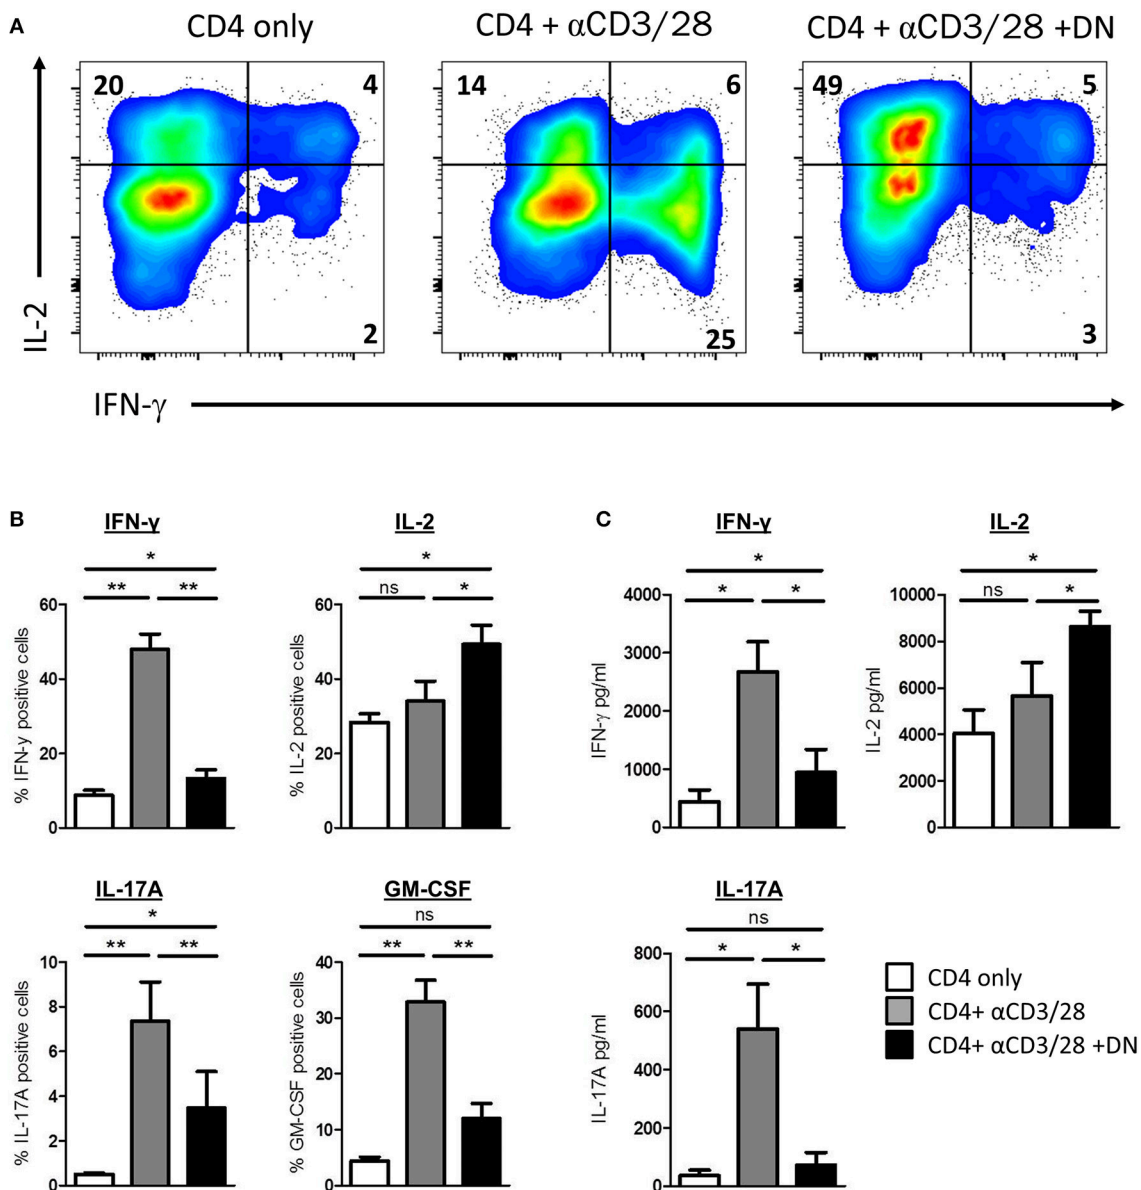 A
CD4 only
CD4 + αCD3/28
CD4 + αCD3/28 +DN
20
4
14
6
49
5
2
25
3
IL-2
IFN-γ
B
C
IFN-γ
IL-2
IFN-γ
IL-2
*
** **
*
ns *
*
* *
*
ns *
% IFN-γ positive cells
60
40
20
0
% IL-2 positive cells
60
40
20
0
IFN-γ pg/ml
4000
3000
2000
1000
0
IL-2 pg/ml
10000
8000
6000
4000
2000
0
IL-17A
GM-CSF
IL-17A
*
** **
ns
** **
ns
* *
% IL-17A positive cells
10
8
6
4
2
0
% GM-CSF positive cells
40
30
20
10
0
IL-17A pg/ml
800
600
400
200
0
CD4 only
CD4+ αCD3/28
CD4+ αCD3/28 +DN